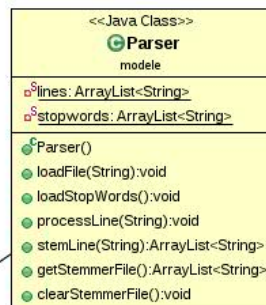 <<Java Class>>
Parser
modele
lines: ArrayList<String>
stopwords: ArrayList<String>
Parser()
loadFile(String):void
loadStopWords():void
processLine(String):void
stemLine(String):ArrayList<String>
getStemmerFile():ArrayList<String>
clearStemmerFile():void